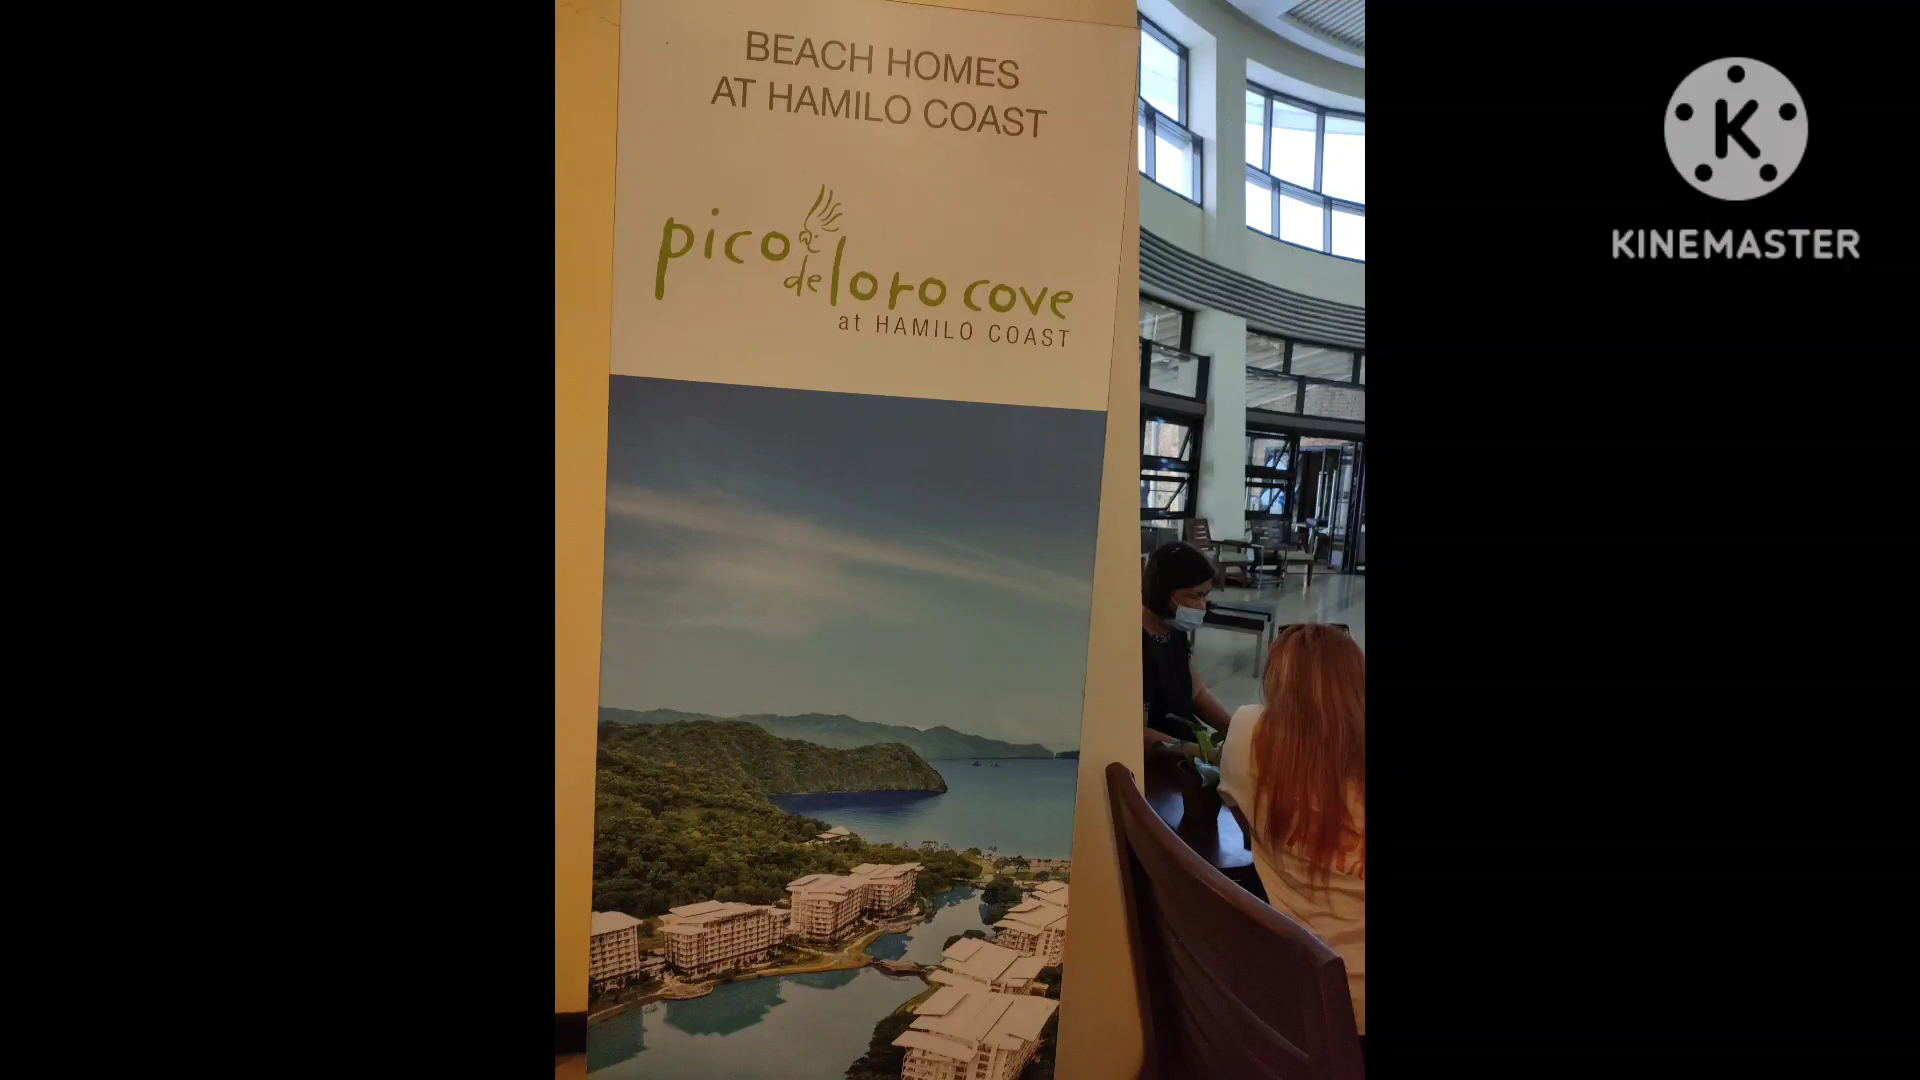 BEACH HOMES
AT HAMILO COAST
pico de loro cove
at HAMILO COAST
K
KINEMASTER